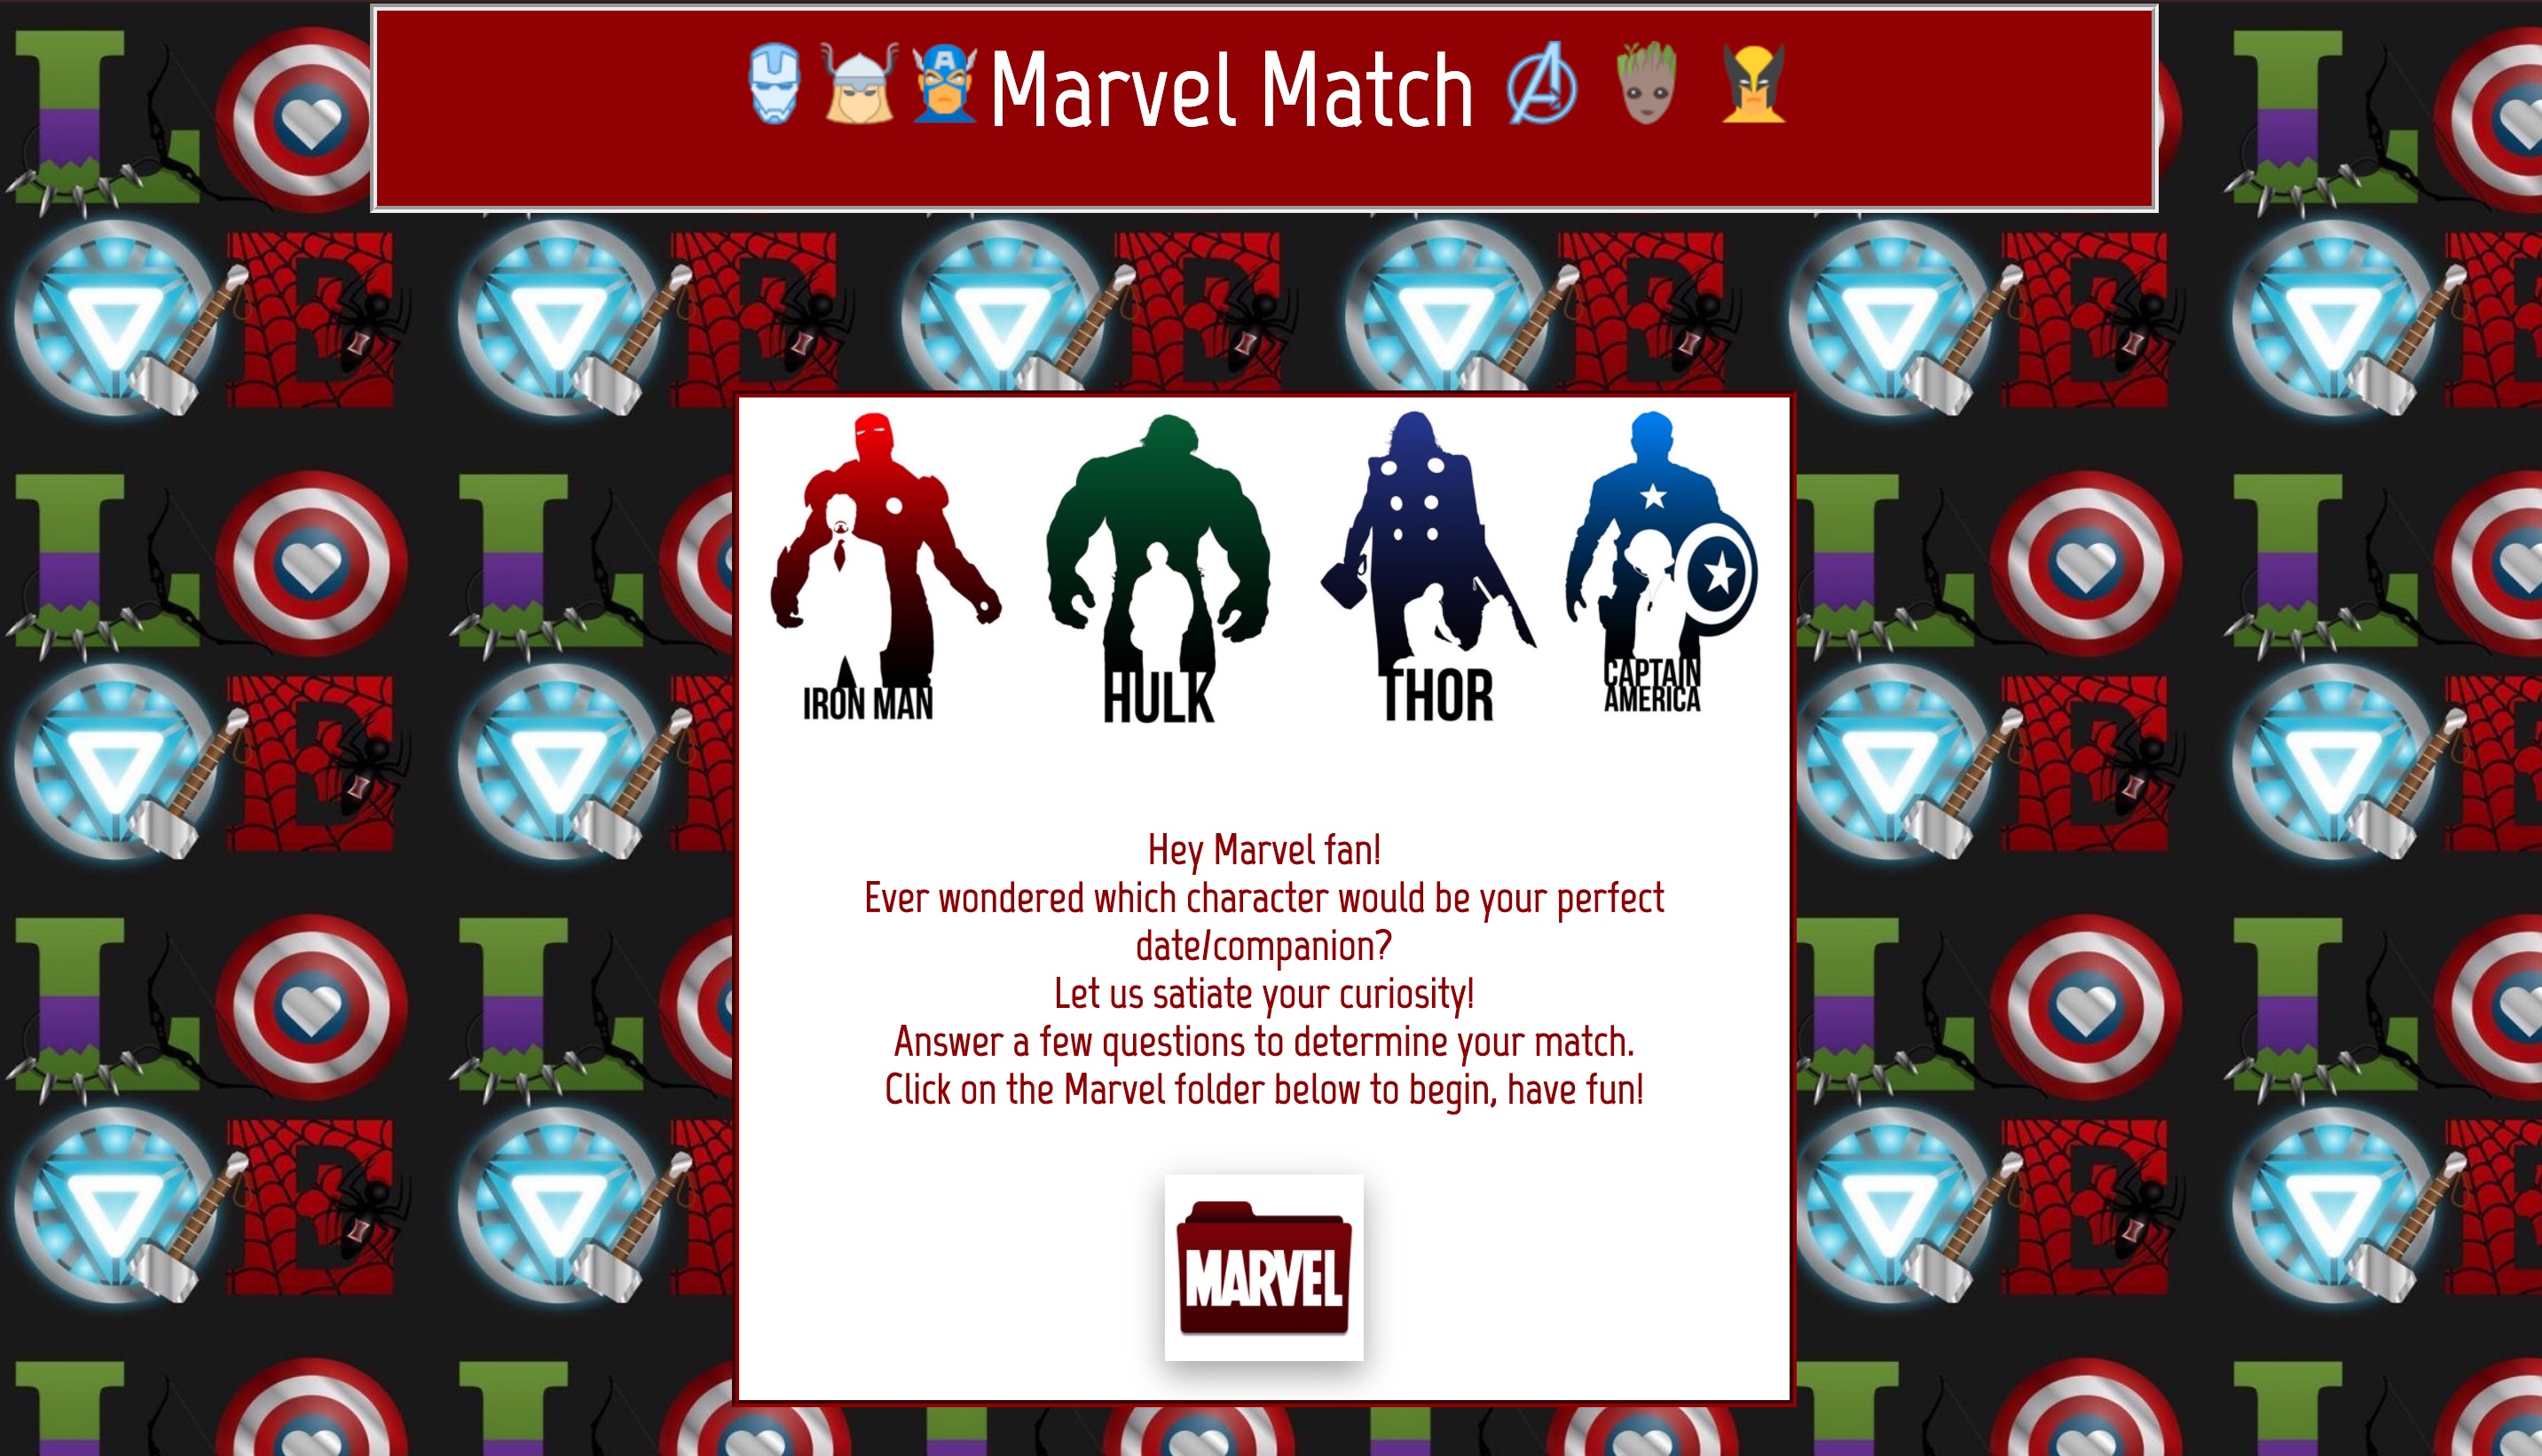 Marvel Match
IRON MAN
HULK
THOR
CAPTAIN
AMERICA
Hey Marvel fan!
Ever wondered which character would be your perfect
date/companion?
Let us satiate your curiosity!
Answer a few questions to determine your match.
Click on the Marvel folder below to begin, have fun!
MARVEL